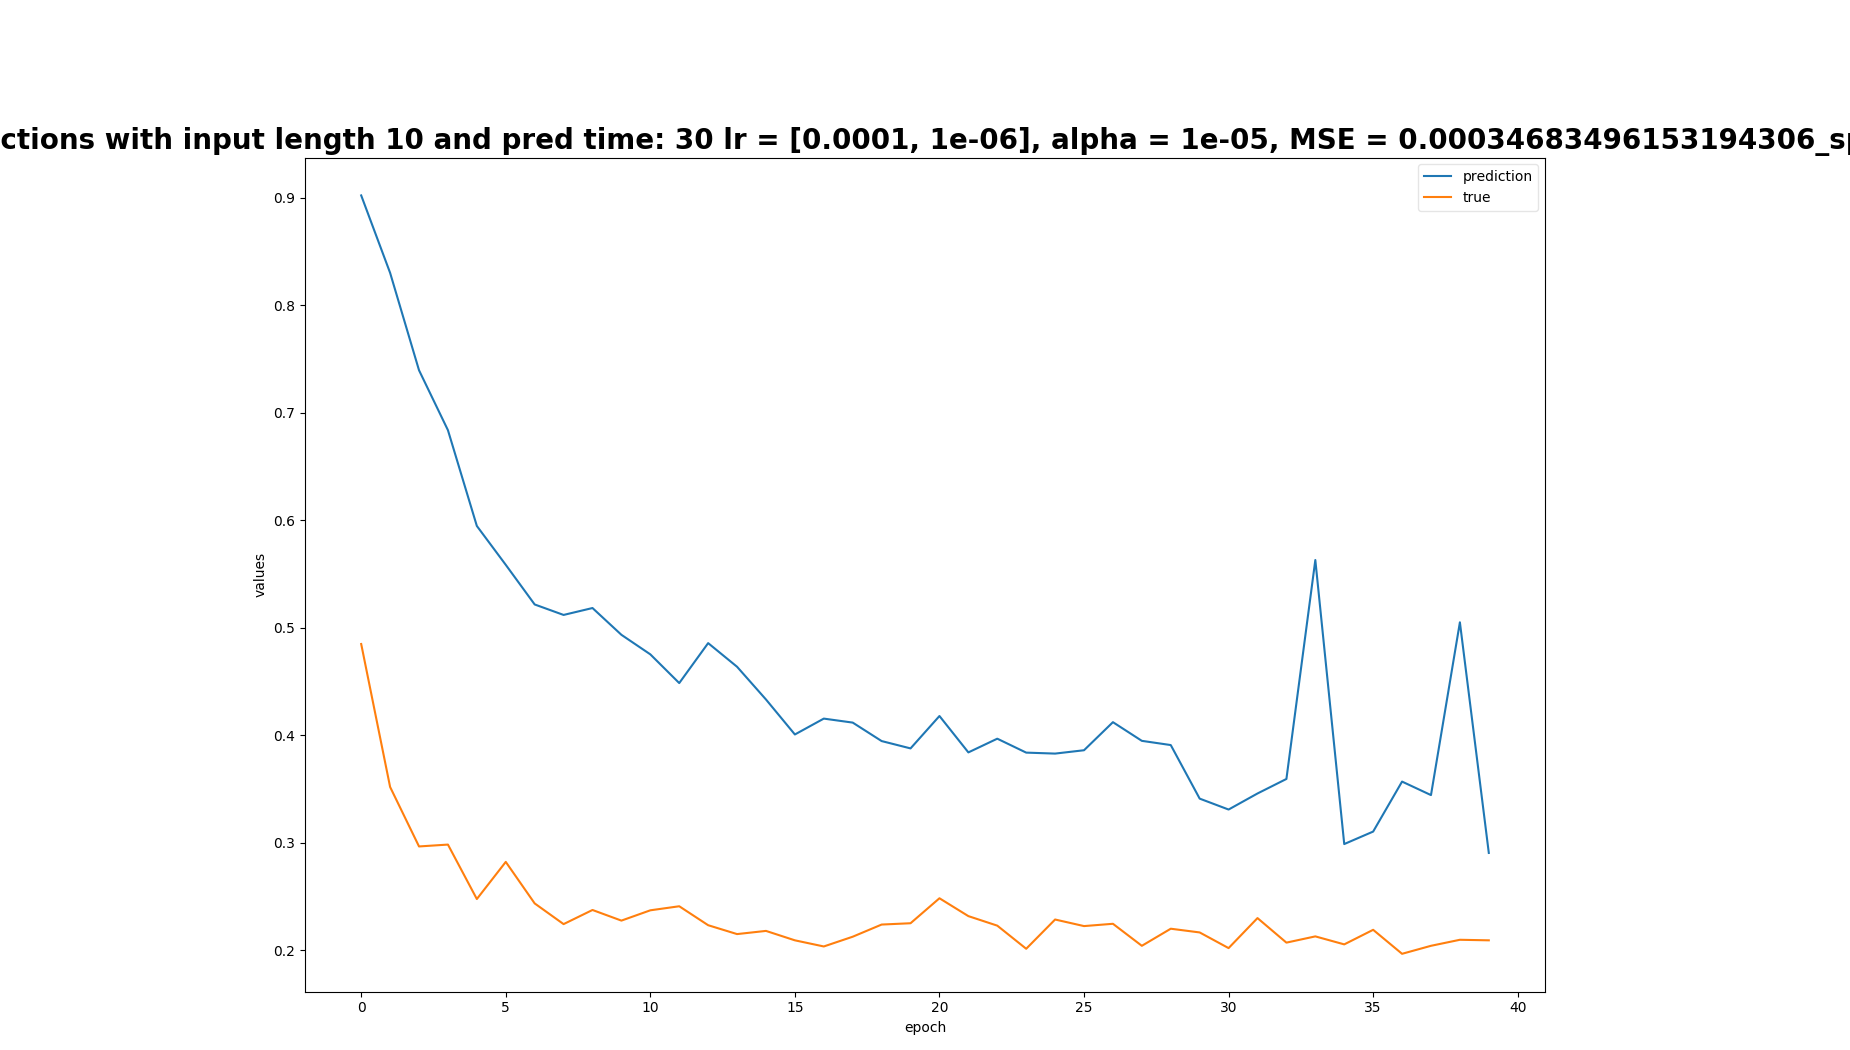 ctions with input length 10 and pred time: 30 lr = [0.0001, 1e-06], alpha = 1e-05, MSE = 0.00034683496153194306_sp
prediction
true
0.9
0.8
0.7
0.6
0.5
0.4
0.3
0.2
values
0 5 10 15 20 25 30 35 40
epoch